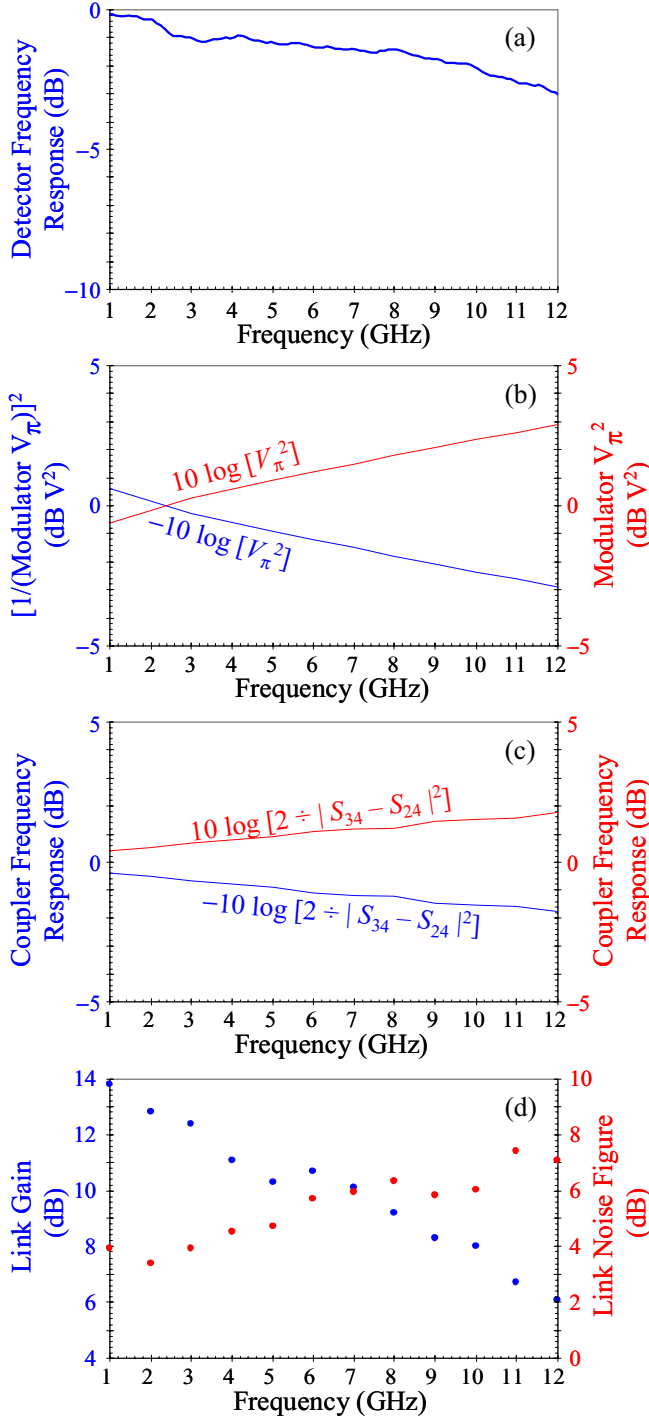 (a)
Detector Frequency
Response (dB)
0
−5
−10
1 2 3 4 5 6 7 8 9 10 11 12
Frequency (GHz)
(b)
[1/(Modulator Vπ)]²
(dB V²)
5
0
−5
10 log [Vπ²]
−10 log [Vπ²]
5
0
−5
Modulator Vπ²
(dB V²)
1 2 3 4 5 6 7 8 9 10 11 12
Frequency (GHz)
(c)
Coupler Frequency
Response (dB)
5
0
−5
10 log [2 ÷ | S34 − S24 |²]
−10 log [2 ÷ | S34 − S24 |²]
5
0
−5
Coupler Frequency
Response (dB)
1 2 3 4 5 6 7 8 9 10 11 12
Frequency (GHz)
(d)
Link Gain
(dB)
14
12
10
8
6
4
10
8
6
4
2
0
Link Noise Figure
(dB)
1 2 3 4 5 6 7 8 9 10 11 12
Frequency (GHz)